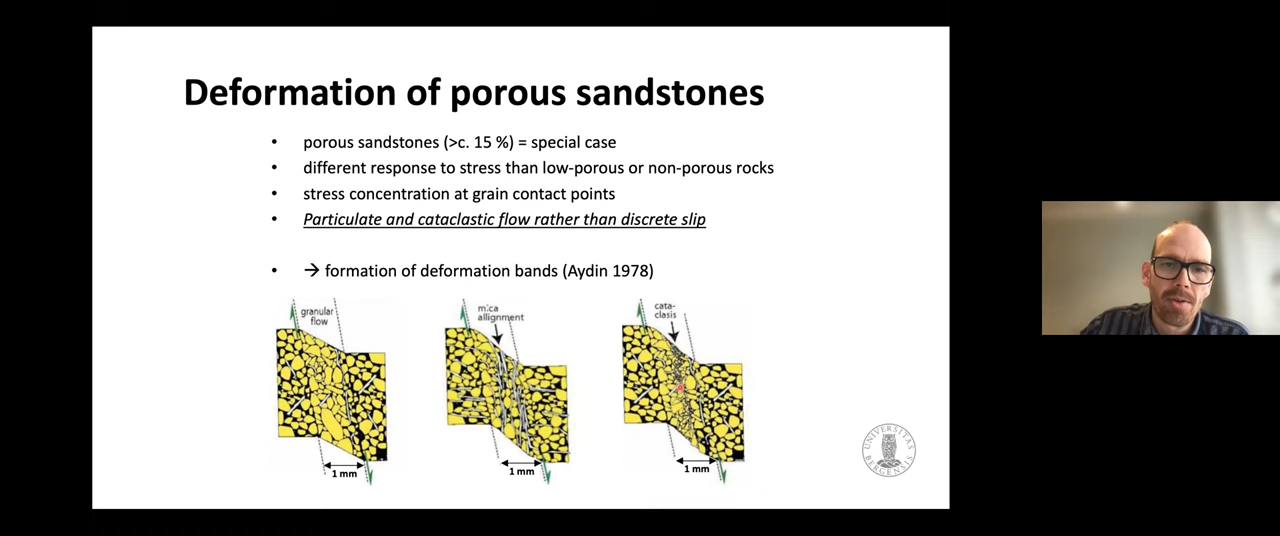 Deformation of porous sandstones
• porous sandstones (>c. 15 %) = special case
• different response to stress than low-porous or non-porous rocks
• stress concentration at grain contact points
• Particulate and cataclastic flow rather than discrete slip
• → formation of deformation bands (Aydin 1978)
granular
flow
mica
allignment
cata-
clasis
1 mm
1 mm
1 mm
UNIVERSITAS
BERGENSIS